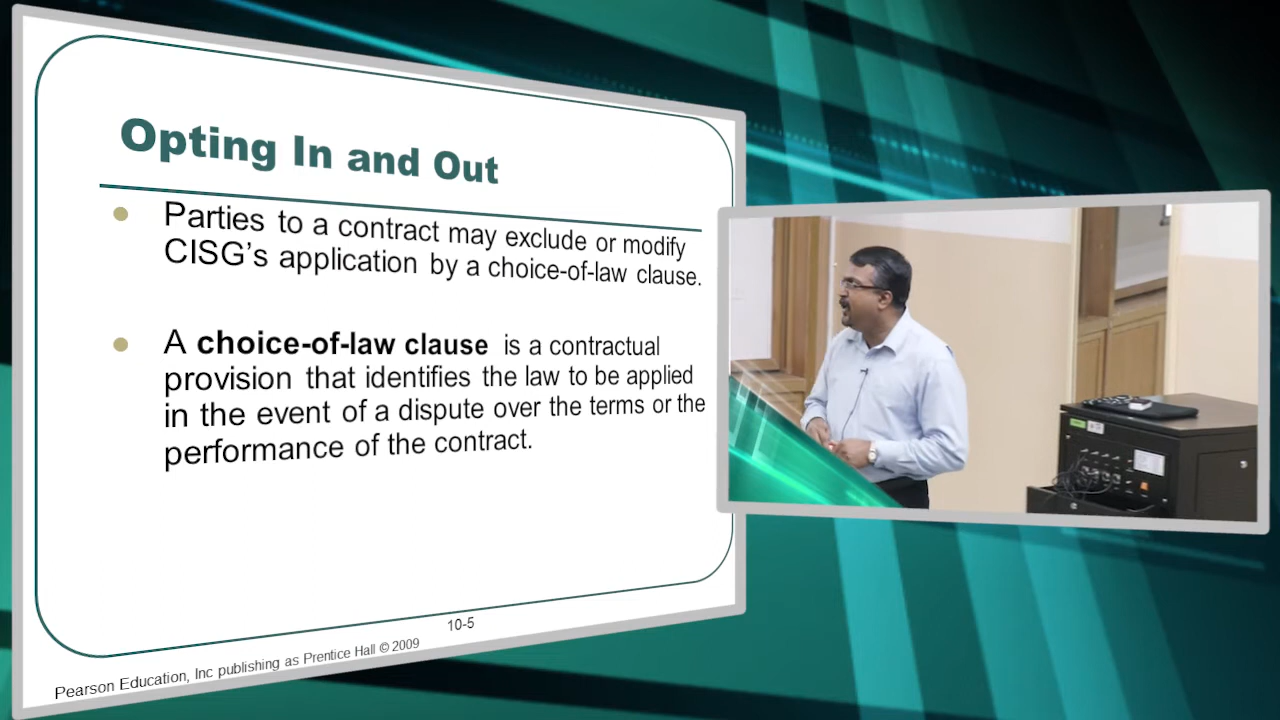 Opting In and Out
Parties to a contract may exclude or modify
CISG’s application by a choice-of-law clause.
A choice-of-law clause is a contractual
provision that identifies the law to be applied
in the event of a dispute over the terms or the
performance of the contract.
10-5
Pearson Education, Inc publishing as Prentice Hall © 2009